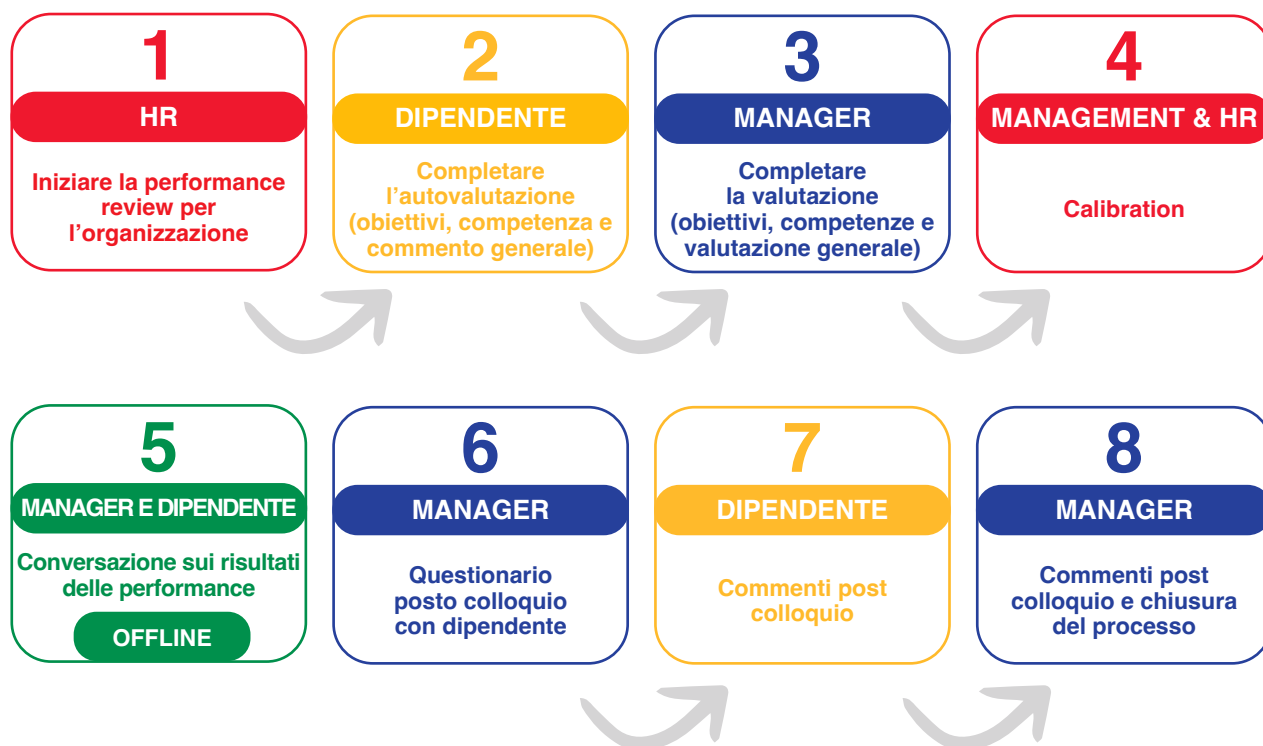 1
HR
Iniziare la performance
review per
l'organizzazione
2
DIPENDENTE
Completare
l'autovalutazione
(obiettivi, competenza e
commento generale)
3
MANAGER
Completare
la valutazione
(obiettivi, competenze e
valutazione generale)
4
MANAGEMENT & HR
Calibration
5
MANAGER E DIPENDENTE
Conversazione sui risultati
delle performance
OFFLINE
6
MANAGER
Questionario
posto colloquio
con dipendente
7
DIPENDENTE
Commenti post
colloquio
8
MANAGER
Commenti post
colloquio e chiusura
del processo